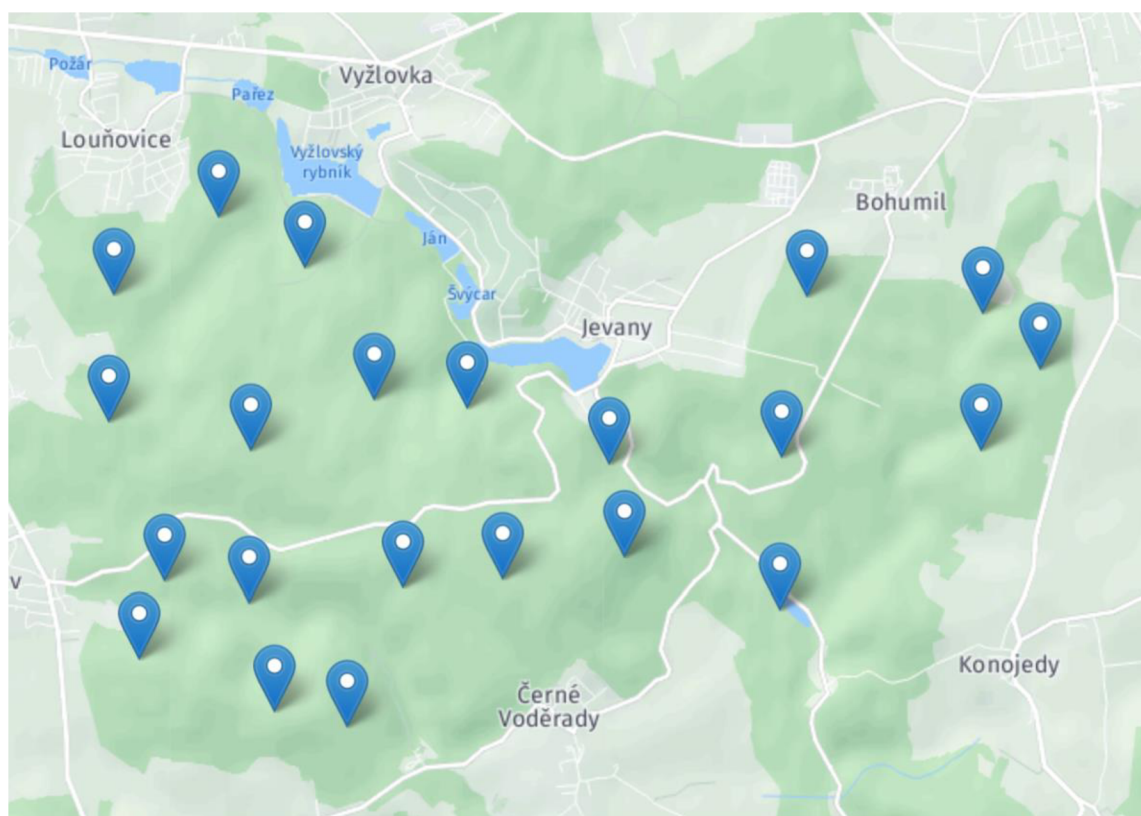 Požár
Vyžlovka
Pařez
Louňovice
Vyžlovský
rybník
Bohumil
Ján
Švýcar
Jevany
v
Konojedy
Černé
Voděrady